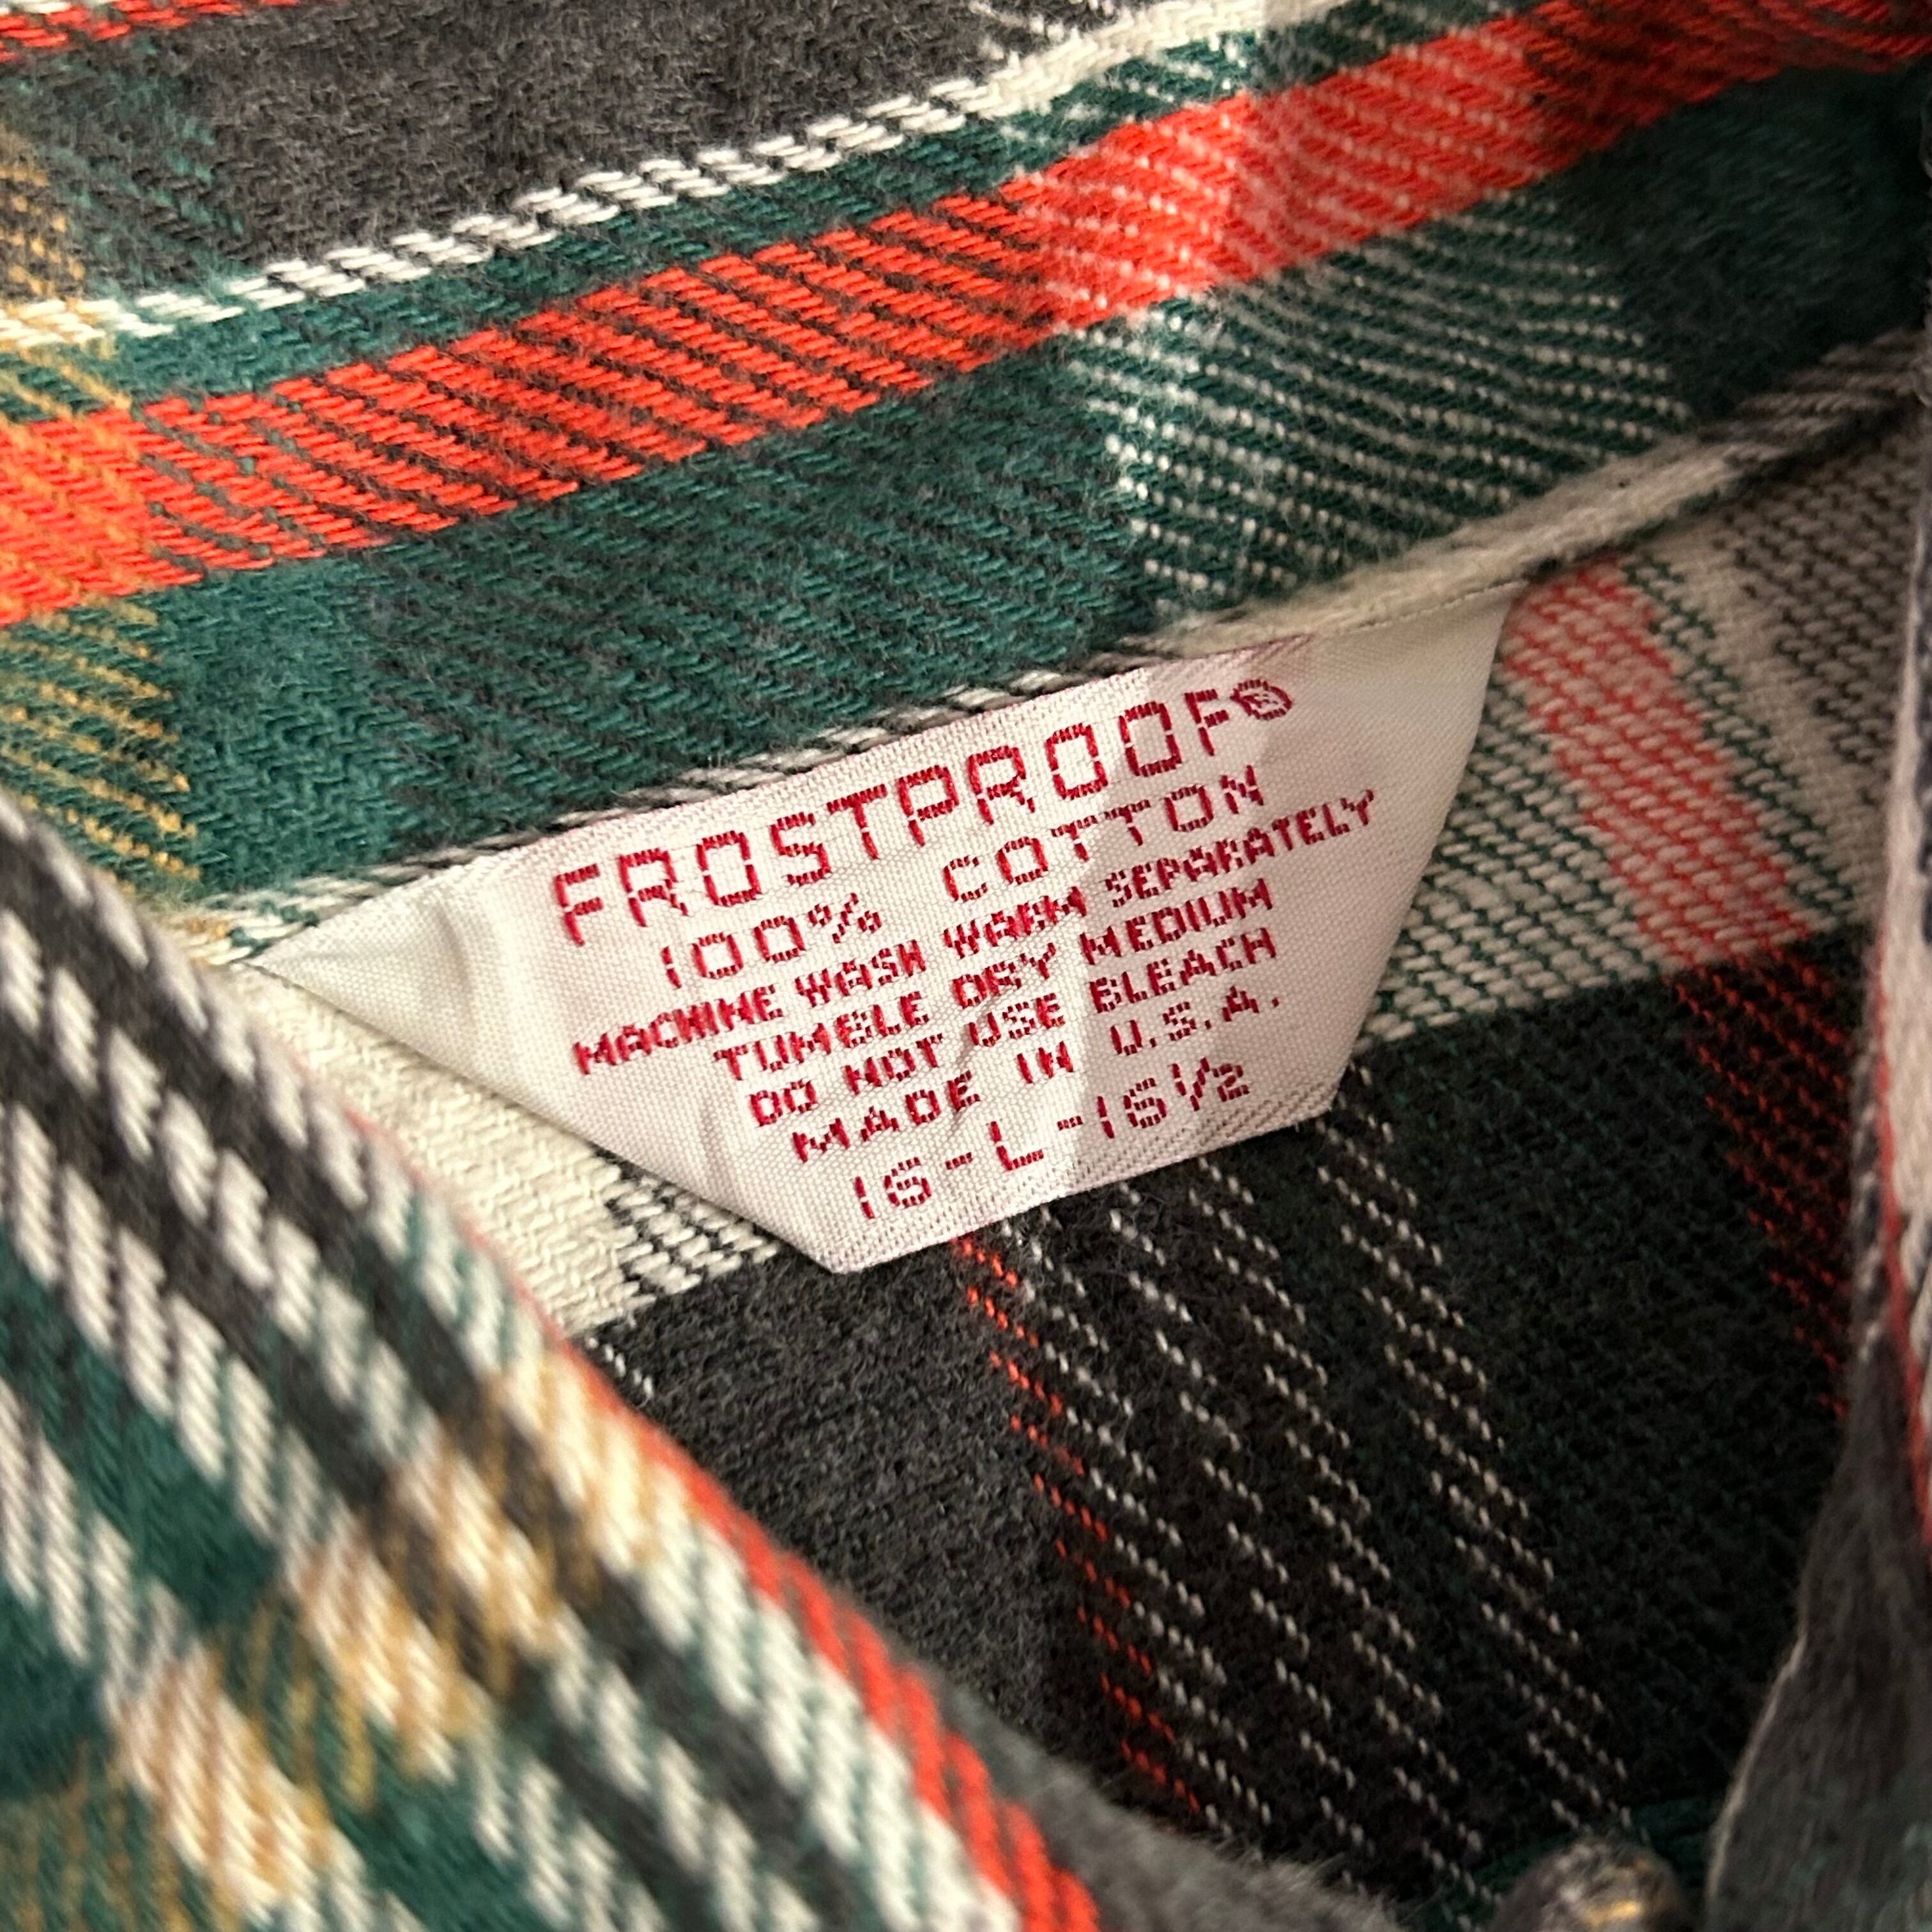 FROSTPROOF®
100% COTTON
MACHINE WASH WARM SEPARATELY
TUMBLE DRY MEDIUM
DO NOT USE BLEACH
MADE IN U.S.A.
16-L-16½